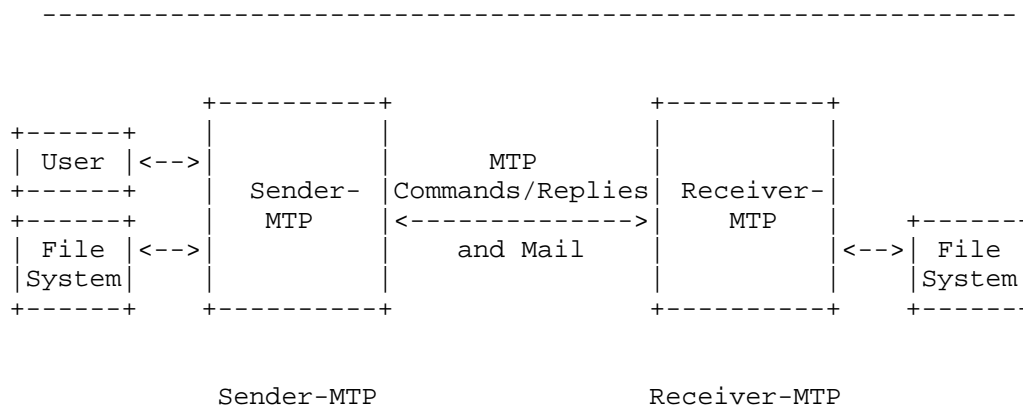 -------------------------------------------------------------
            +----------+                +----------+
+------+    |          |                |          |
| User |<-->|          |      MTP       |          |
+------+    |  Sender- |Commands/Replies| Receiver-|
+------+    |   MTP    |<-------------->|    MTP   |    +-------
| File |<-->|          |    and Mail    |          |<-->| File
|System|    |          |                |          |    |System
+------+    +----------+                +----------+    +-------
             Sender-MTP                 Receiver-MTP